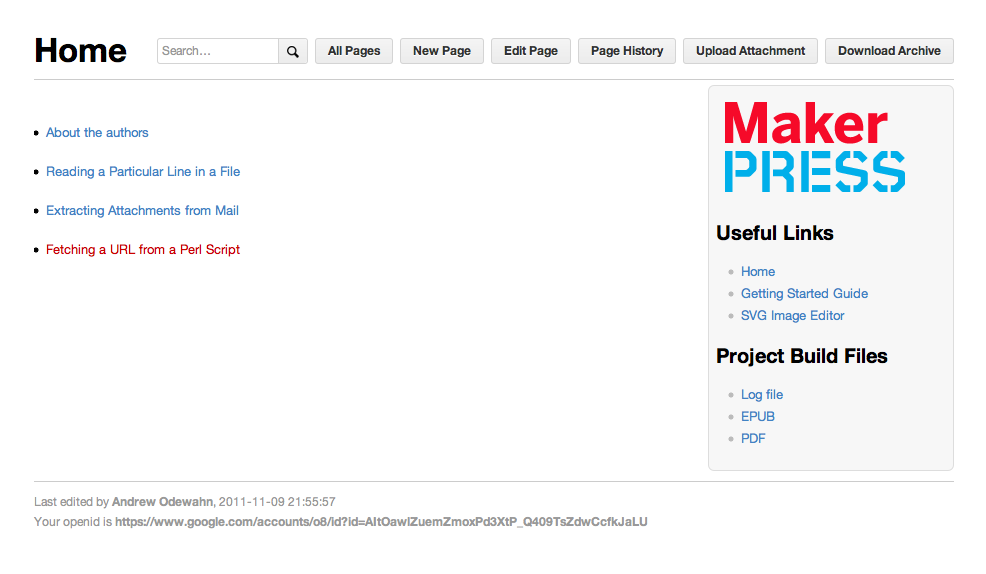 Home
Search...
All Pages
New Page
Edit Page
Page History
Upload Attachment
Download Archive
About the authors
Reading a Particular Line in a File
Extracting Attachments from Mail
Fetching a URL from a Perl Script
Maker
PRESS
Useful Links
Home
Getting Started Guide
SVG Image Editor
Project Build Files
Log file
EPUB
PDF
Last edited by Andrew Odewahn, 2011-11-09 21:55:57
Your openid is https://www.google.com/accounts/o8/id?id=AItOawlZuemZmoxPd3XtP_Q409TsZdwCcfkJaLU